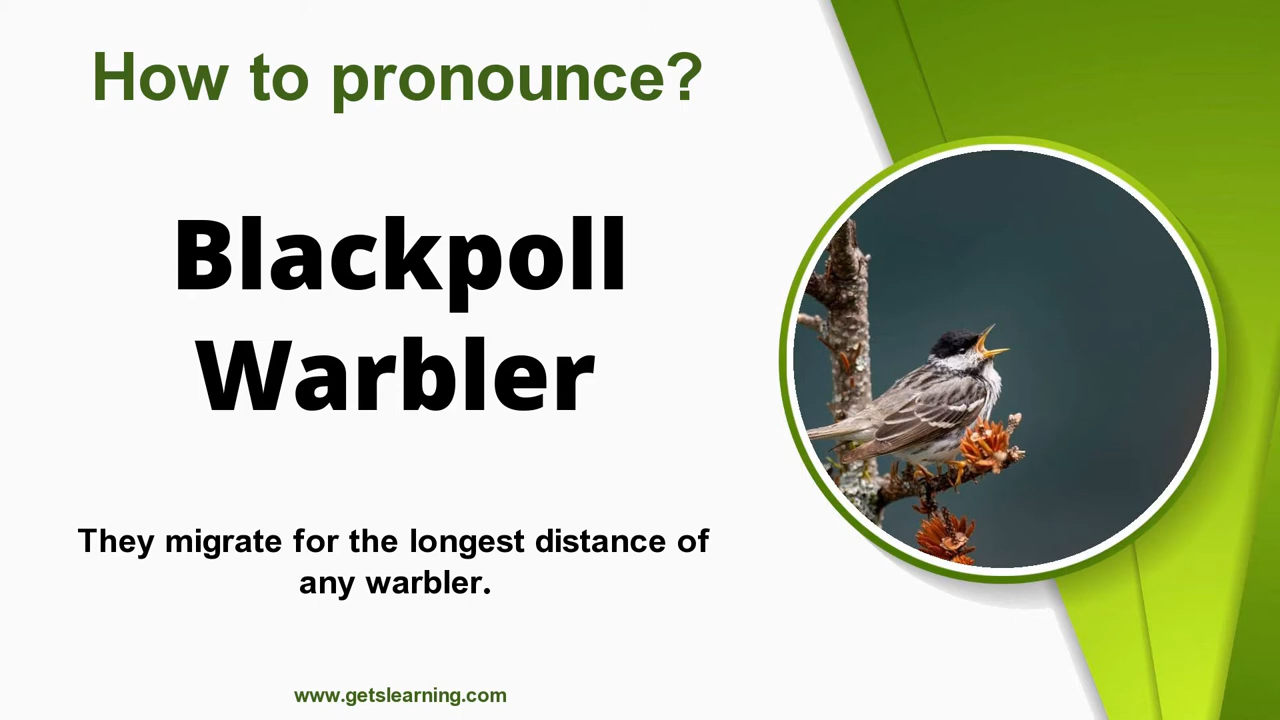 How to pronounce?
Blackpoll
Warbler
They migrate for the longest distance of
any warbler.
www.getslearning.com